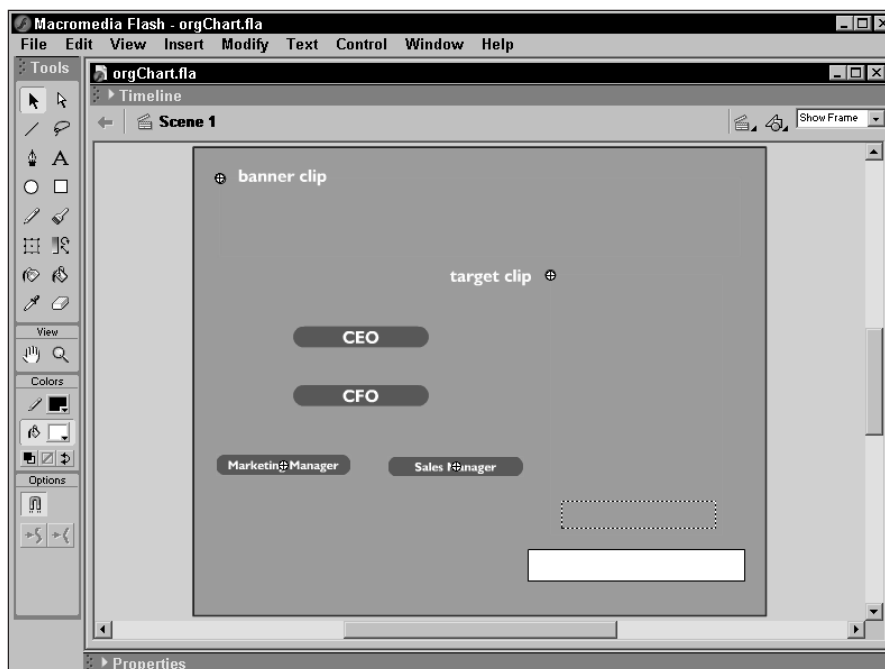 Macromedia Flash - orgChart.fla
File Edit View Insert Modify Text Control Window Help
Tools
orgChart.fla
Timeline
Scene 1
Show Frame
banner clip
target clip
CEO
CFO
Marketing Manager
Sales Manager
View
Colors
Options
Properties